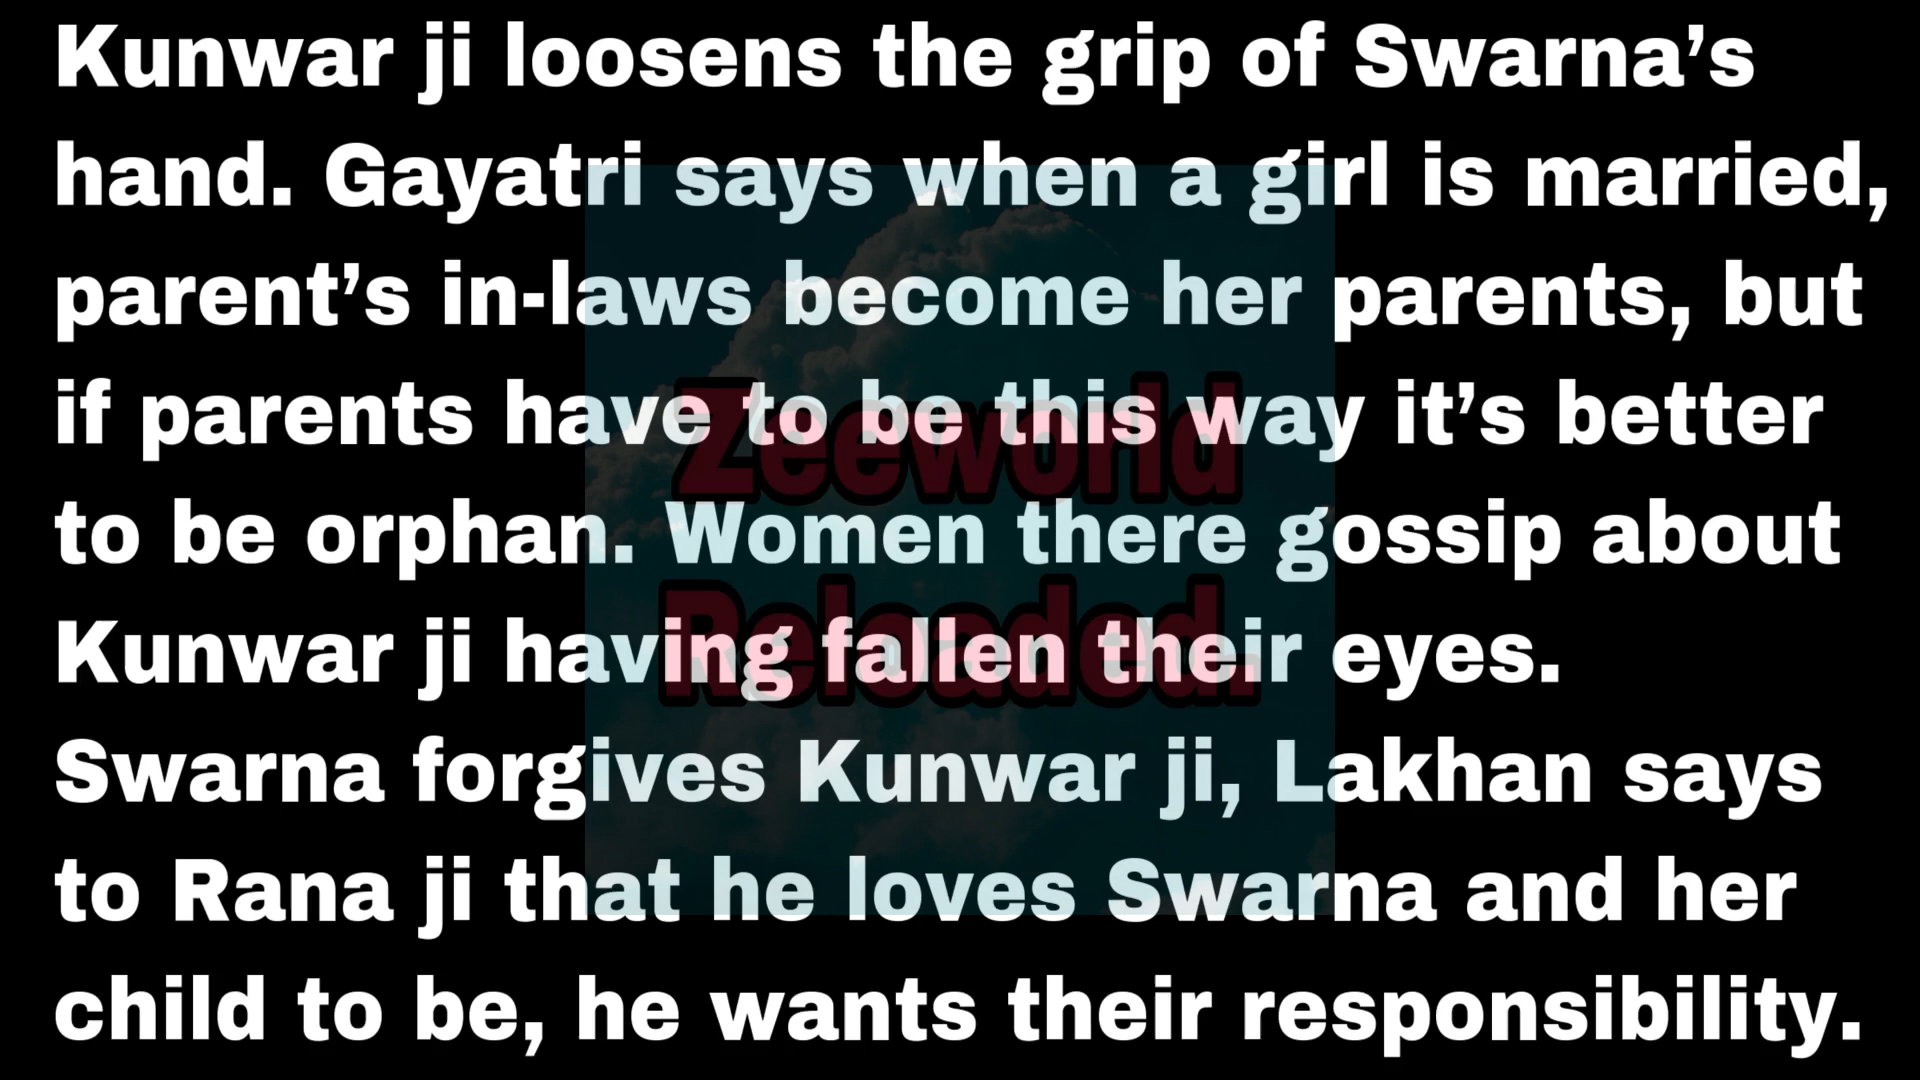 Kunwar ji loosens the grip of Swarna’s
hand. Gayatri says when a girl is married,
parent’s in-laws become her parents, but
if parents have to be this way it’s better
to be orphan. Women there gossip about
Kunwar ji having fallen their eyes.
Swarna forgives Kunwar ji, Lakhan says
to Rana ji that he loves Swarna and her
child to be, he wants their responsibility.
Zeeworld
Reloaded.